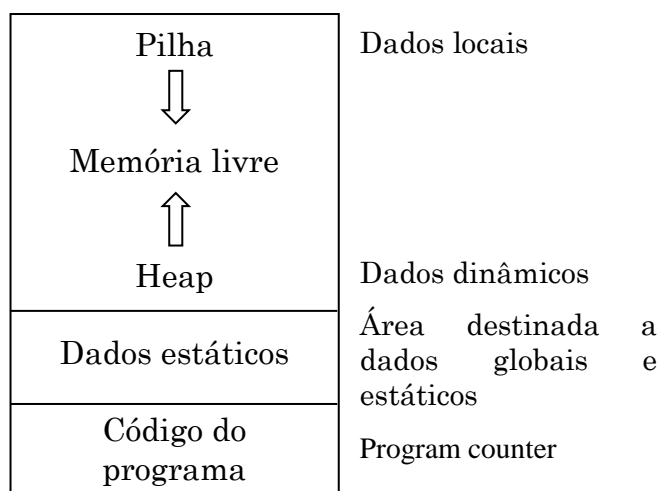 Pilha
Dados locais
Memória livre
Heap
Dados dinâmicos
Dados estáticos
Área destinada a
dados globais e
estáticos
Código do
programa
Program counter